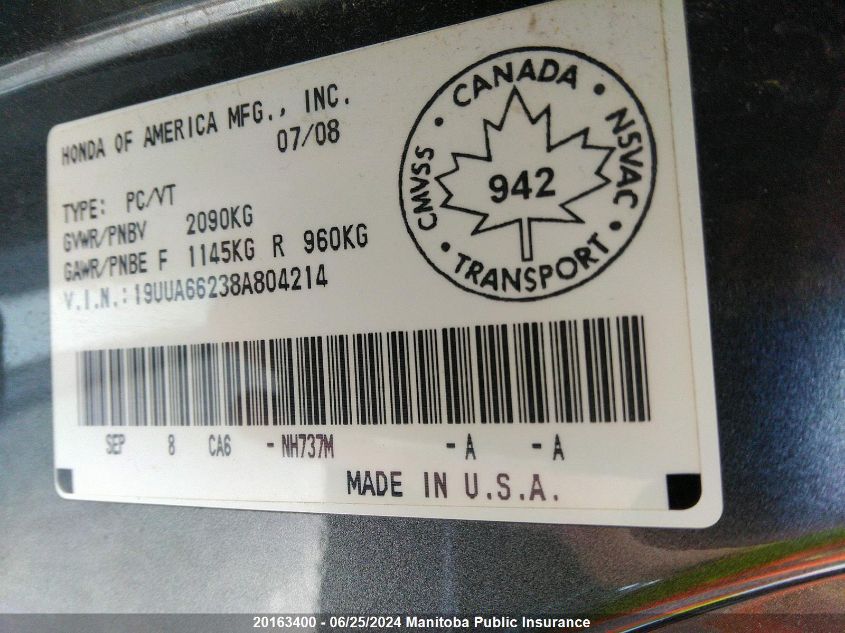 HONDA OF AMERICA MFG., INC.
07/08
TYPE: PC/VT
GVWR/PNBV 2090KG
GAWR/PNBE F 1145KG R 960KG
V.I.N.:19UUA66238A804214
CANADA
NSVAC
TRANSPORT
CMVSS
942
SEP 8 CA6 -NH737M -A -A
MADE IN U.S.A.
20163400 - 06/25/2024 Manitoba Public Insurance